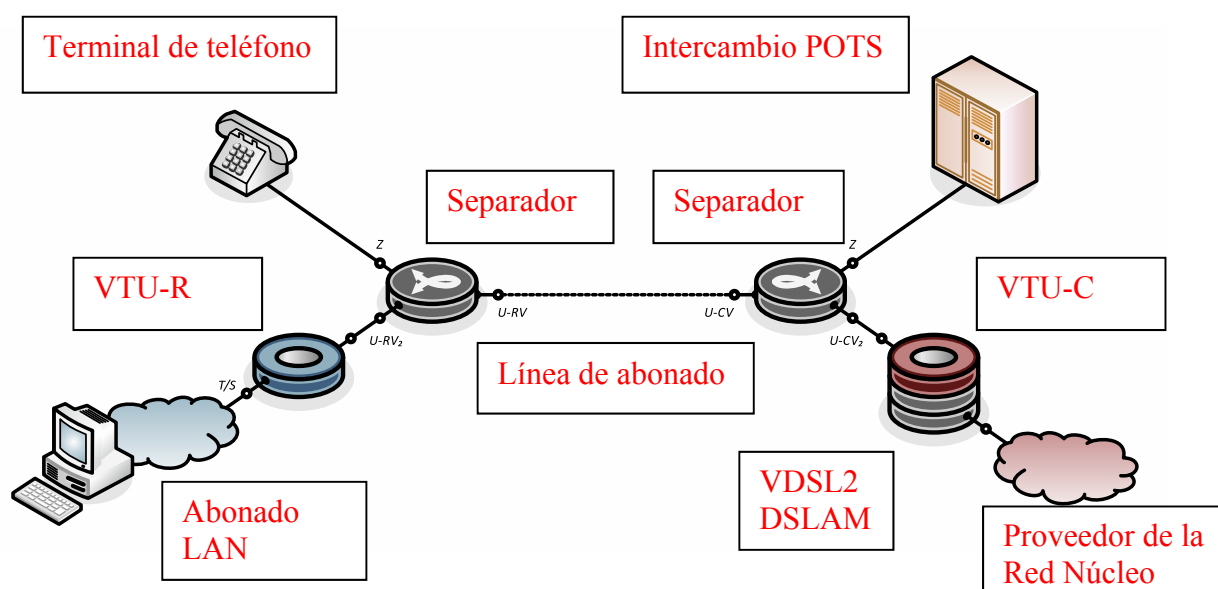 Terminal de teléfono
Intercambio POTS
Separador
Separador
Z
Z
VTU-R
VTU-C
U-RV
U-CV
U-RV₂
U-CV₂
Línea de abonado
T/S
Abonado
LAN
VDSL2
DSLAM
Proveedor de la
Red Núcleo